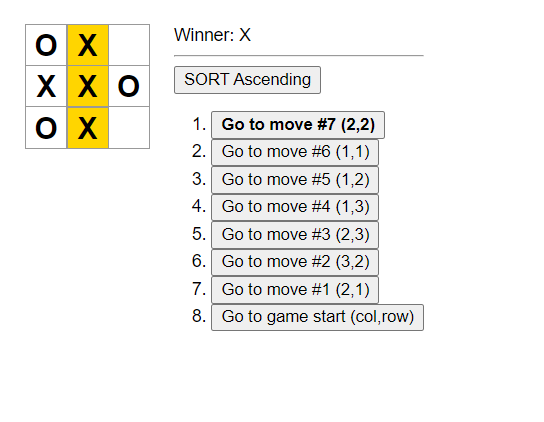 O X
X X O
O X
Winner: X
SORT Ascending
1. Go to move #7 (2,2)
2. Go to move #6 (1,1)
3. Go to move #5 (1,2)
4. Go to move #4 (1,3)
5. Go to move #3 (2,3)
6. Go to move #2 (3,2)
7. Go to move #1 (2,1)
8. Go to game start (col,row)